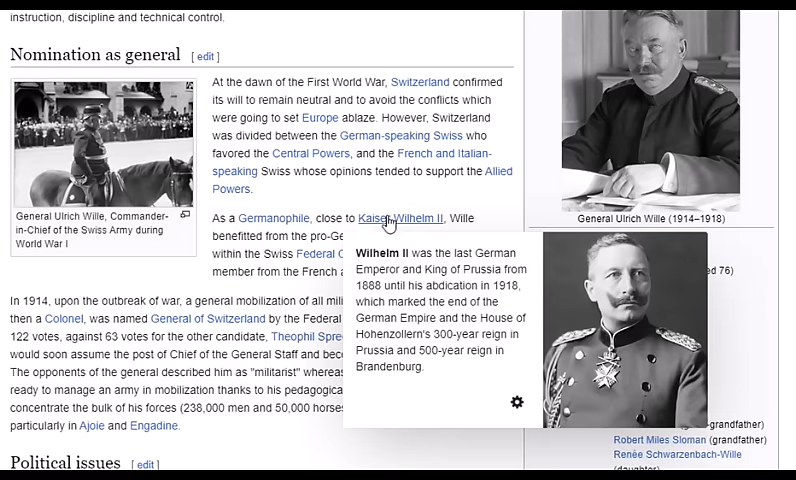 instruction, discipline and technical control.
Nomination as general [ edit ]
At the dawn of the First World War, Switzerland confirmed
its will to remain neutral and to avoid the conflicts which
were going to set Europe ablaze. However, Switzerland
was divided between the German-speaking Swiss who
favored the Central Powers, and the French and Italian-
speaking Swiss whose opinions tended to support the Allied
Powers.
General Ulrich Wille, Commander-
in-Chief of the Swiss Army during
World War I
As a Germanophile, close to Kaiser Wilhelm II, Wille
benefitted from the pro-Ge
within the Swiss Federal C
member from the French a
In 1914, upon the outbreak of war, a general mobilization of all mili
then a Colonel, was named General of Switzerland by the Federal
122 votes, against 63 votes for the other candidate, Theophil Spre
would soon assume the post of Chief of the General Staff and bec
The opponents of the general described him as "militarist" whereas
ready to manage an army in mobilization thanks to his pedagogica
concentrate the bulk of his forces (238,000 men and 50,000 horses
particularly in Ajoie and Engadine.
Political issues [ edit ]
Wilhelm II was the last German
Emperor and King of Prussia from
1888 until his abdication in 1918,
which marked the end of the
German Empire and the House of
Hohenzollern's 300-year reign in
Prussia and 500-year reign in
Brandenburg.
General Ulrich Wille (1914–1918)
ed 76)
-grandfather)
Robert Miles Sloman (grandfather)
Renée Schwarzenbach-Wille
(daughter)